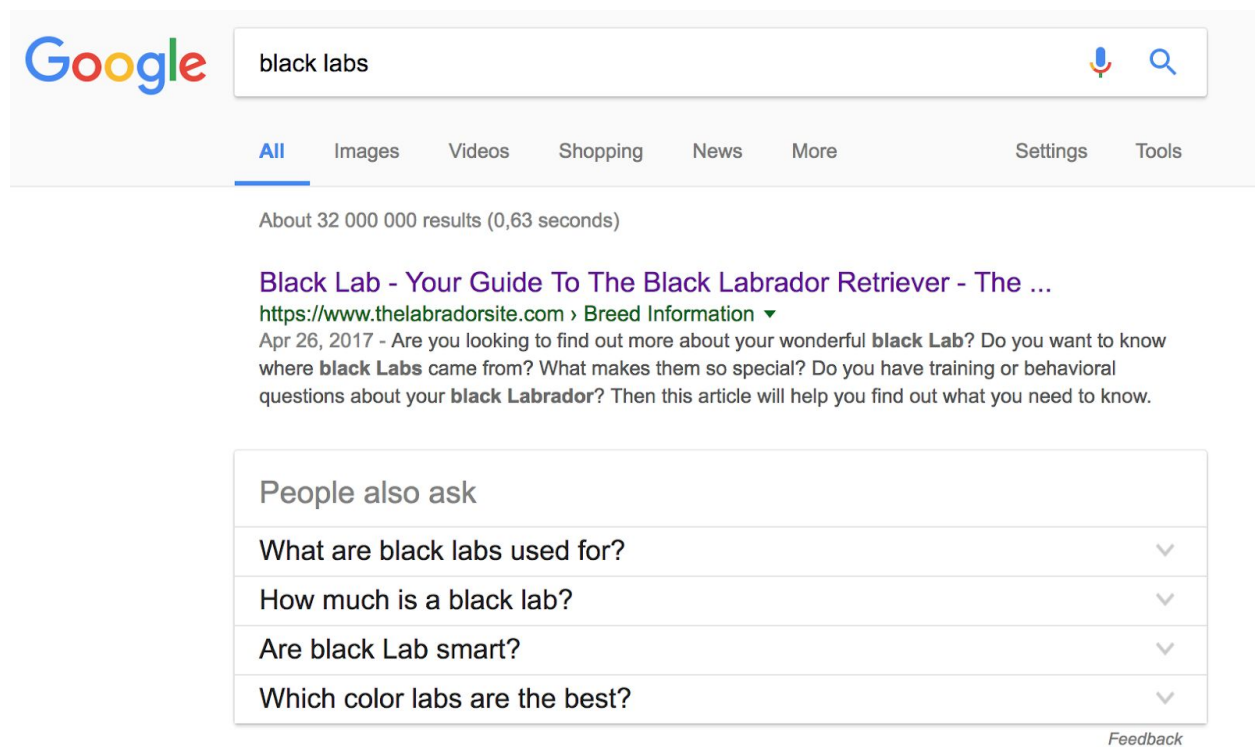 Google
black labs
All Images Videos Shopping News More Settings Tools
About 32 000 000 results (0,63 seconds)
Black Lab - Your Guide To The Black Labrador Retriever - The ...
https://www.thelabradorsite.com › Breed Information
Apr 26, 2017 - Are you looking to find out more about your wonderful black Lab? Do you want to know
where black Labs came from? What makes them so special? Do you have training or behavioral
questions about your black Labrador? Then this article will help you find out what you need to know.
People also ask
What are black labs used for?
How much is a black lab?
Are black Lab smart?
Which color labs are the best?
Feedback